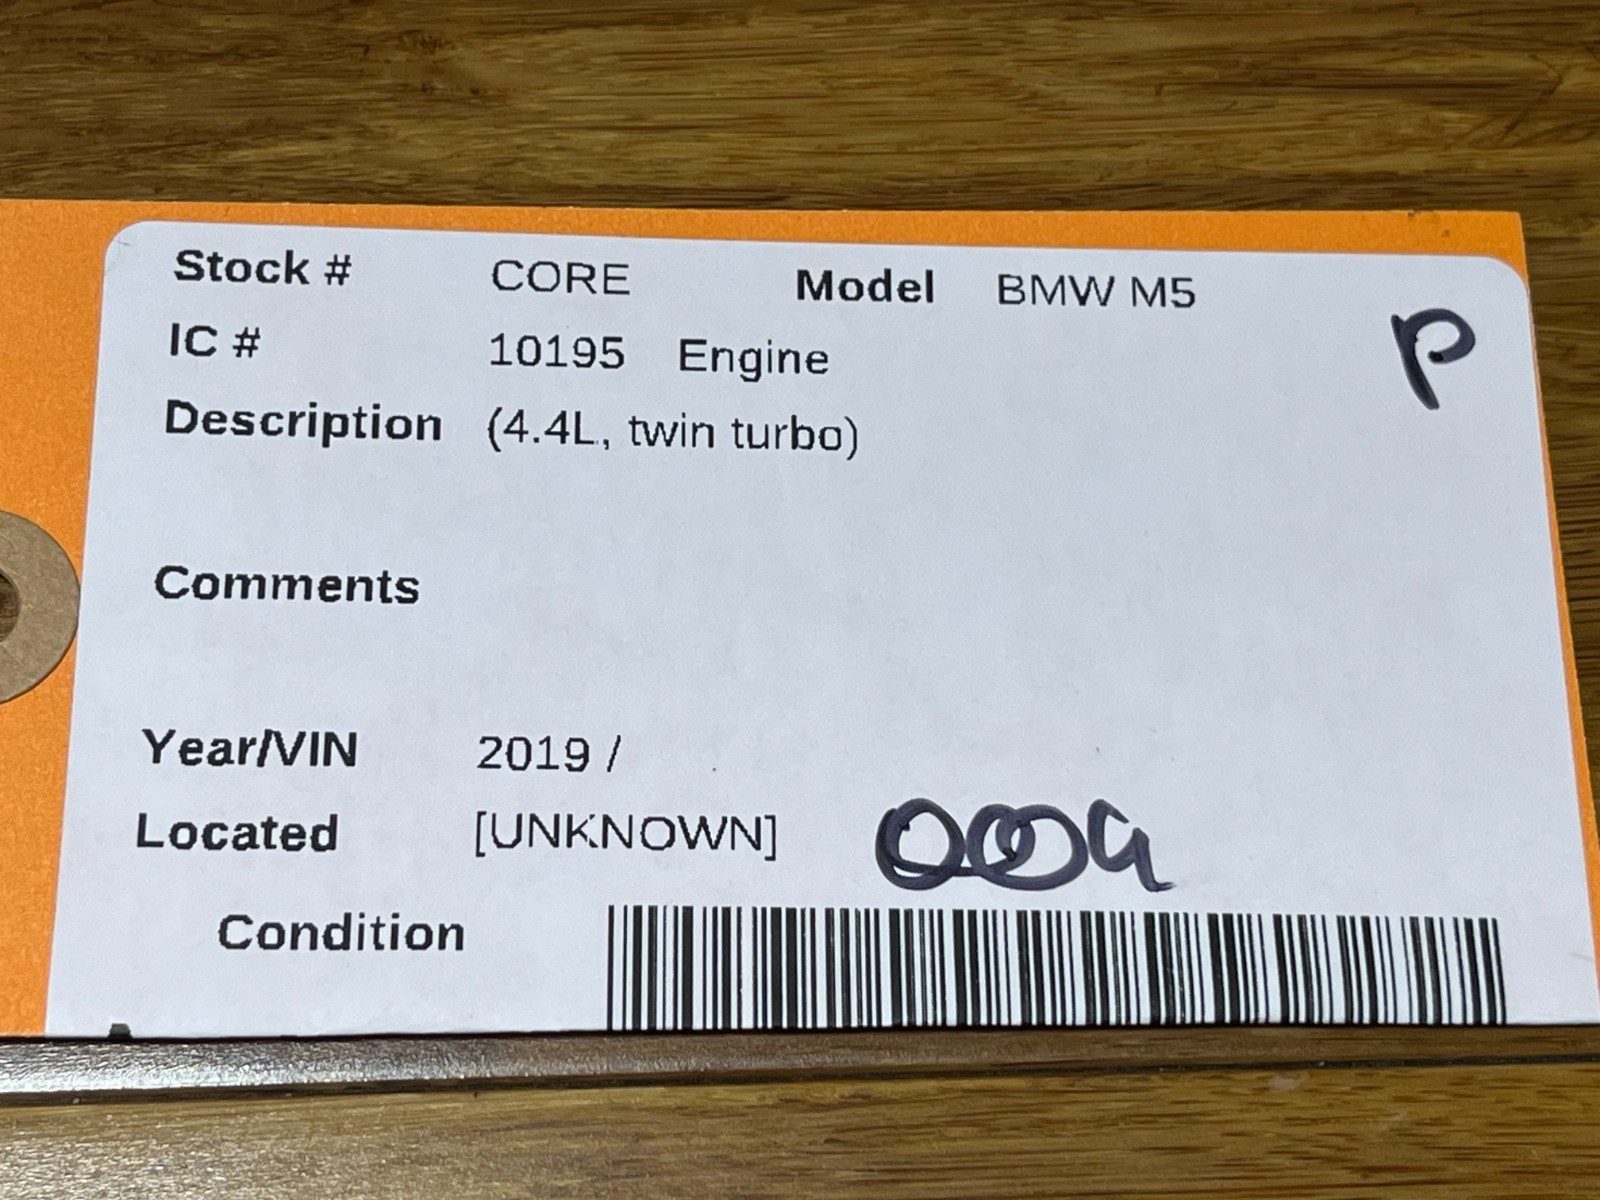 Stock # CORE Model BMW M5
P
IC # 10195 Engine
Description (4.4L, twin turbo)
Comments
Year/VIN 2019 /
Located [UNKNOWN]
Condition